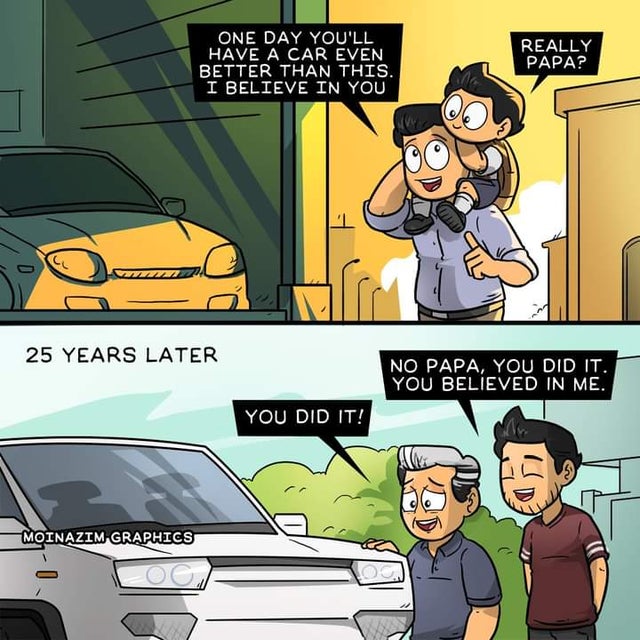 ONE DAY YOU'LL
HAVE A CAR EVEN
BETTER THAN THIS.
I BELIEVE IN YOU
REALLY
PAPA?
25 YEARS LATER
NO PAPA, YOU DID IT.
YOU BELIEVED IN ME.
YOU DID IT!
MOINAZIM GRAPHICS